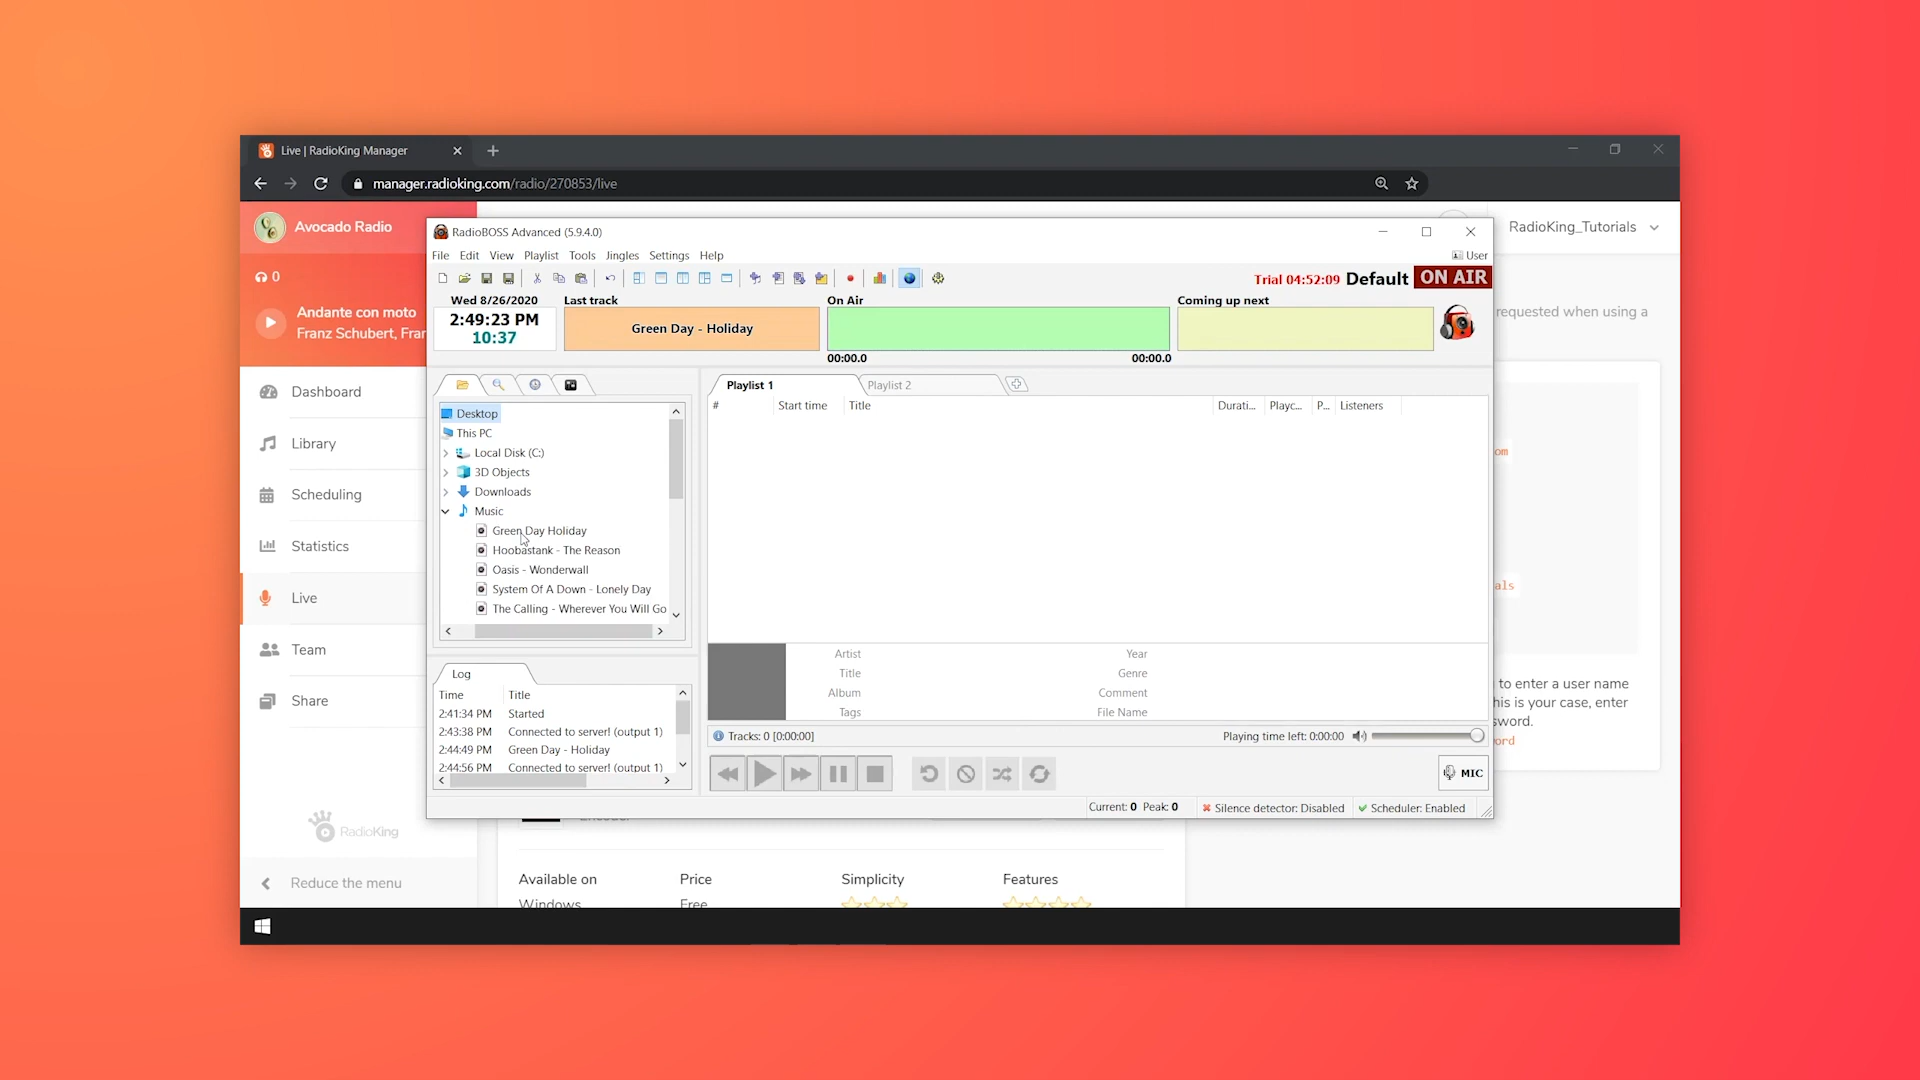 Live | RadioKing Manager
manager.radioking.com/radio/270853/live
Avocado Radio
RadioKing_Tutorials
0
Andante con moto
Franz Schubert, Fran
requested when using a
Dashboard
Library
Scheduling
Statistics
Live
Team
Share
RadioKing
Reduce the menu
RadioBOSS Advanced (5.9.4.0)
File Edit View Playlist Tools Jingles Settings Help
User
Trial 04:52:09 Default ON AIR
Wed 8/26/2020
2:49:23 PM
10:37
Last track
Green Day - Holiday
On Air
00:00.0 00:00.0
Coming up next
Desktop
This PC
Local Disk (C:)
3D Objects
Downloads
Music
Green Day Holiday
Hoobastank - The Reason
Oasis - Wonderwall
System Of A Down - Lonely Day
The Calling - Wherever You Will Go
Playlist 1 Playlist 2
# Start time Title Durati... Playc... P... Listeners
Log
Time Title
2:41:34 PM Started
2:43:38 PM Connected to server! (output 1)
2:44:49 PM Green Day - Holiday
2:44:56 PM Connected to server! (output 1)
Artist Year
Title Genre
Album Comment
Tags File Name
Tracks: 0 [0:00:00]
Playing time left: 0:00:00
MIC
Current: 0 Peak: 0 Silence detector: Disabled Scheduler: Enabled
om
als
to enter a user name
his is your case, enter
sword.
ord
Available on Price Simplicity Features
Windows Free